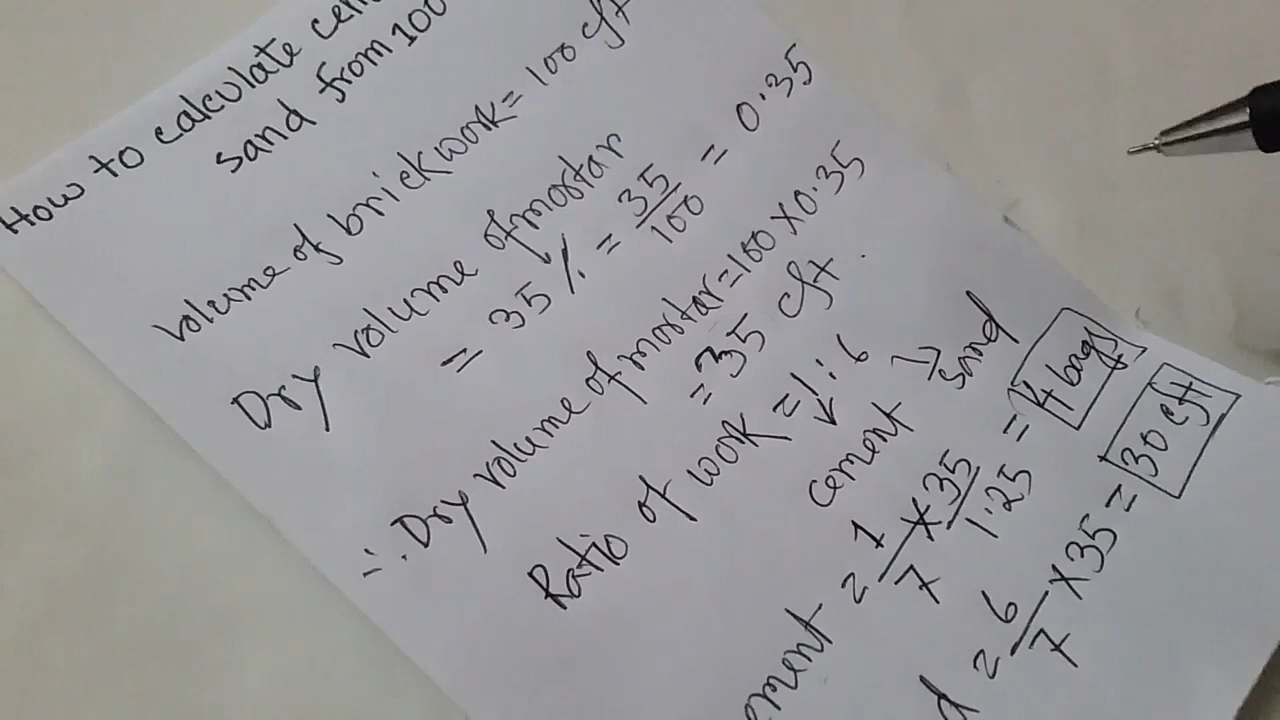 How to calculate cem
sand from 100
volume of brickwork = 100 cft
Dry volume of mortar
= 35 % = 35/100 = 0.35
∴ Dry volume of mortar = 100 × 0.35
= 35 cft.
Ratio of work = 1:6
cement sand
ement = 1/7 × 35/1.25 = 4 bags
d = 6/7 × 35 = 30 cft